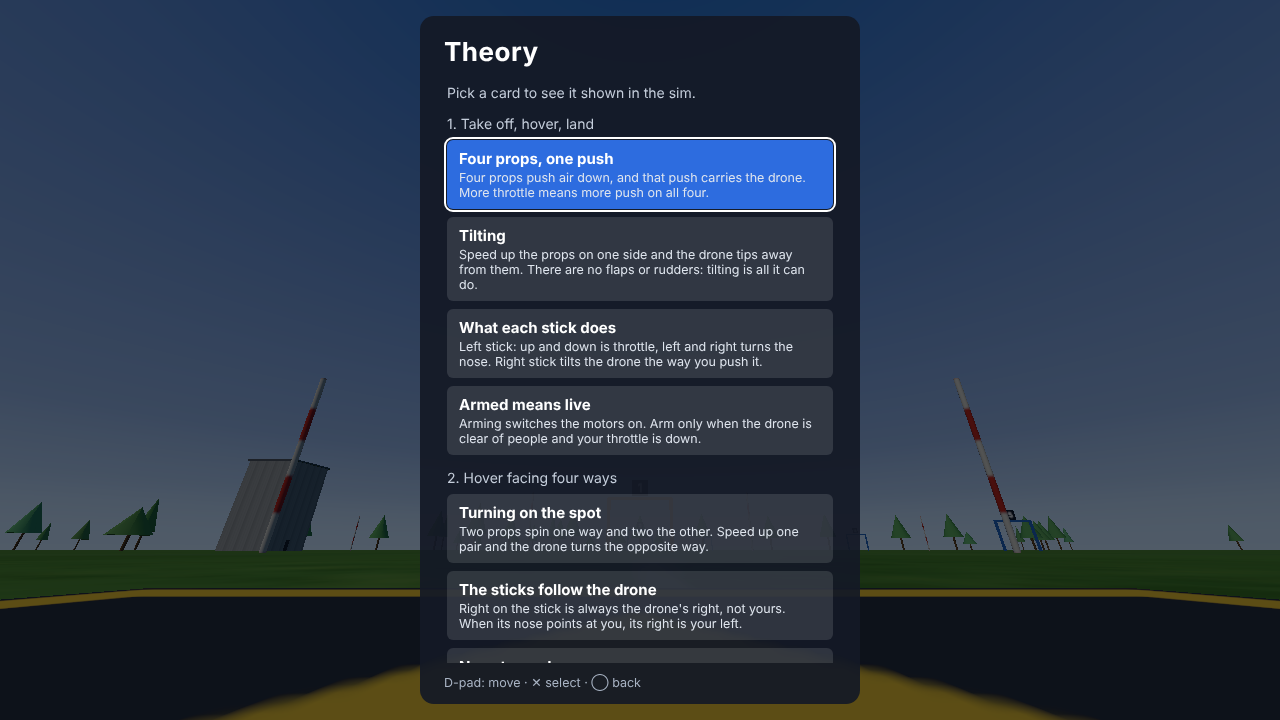 Theory
Pick a card to see it shown in the sim.
1. Take off, hover, land
Four props, one push
Four props push air down, and that push carries the drone.
More throttle means more push on all four.
Tilting
Speed up the props on one side and the drone tips away
from them. There are no flaps or rudders: tilting is all it can
do.
What each stick does
Left stick: up and down is throttle, left and right turns the
nose. Right stick tilts the drone the way you push it.
Armed means live
Arming switches the motors on. Arm only when the drone is
clear of people and your throttle is down.
2. Hover facing four ways
Turning on the spot
Two props spin one way and two the other. Speed up one
pair and the drone turns the opposite way.
The sticks follow the drone
Right on the stick is always the drone's right, not yours.
When its nose points at you, its right is your left.
D-pad: move · ✕ select · ◯ back